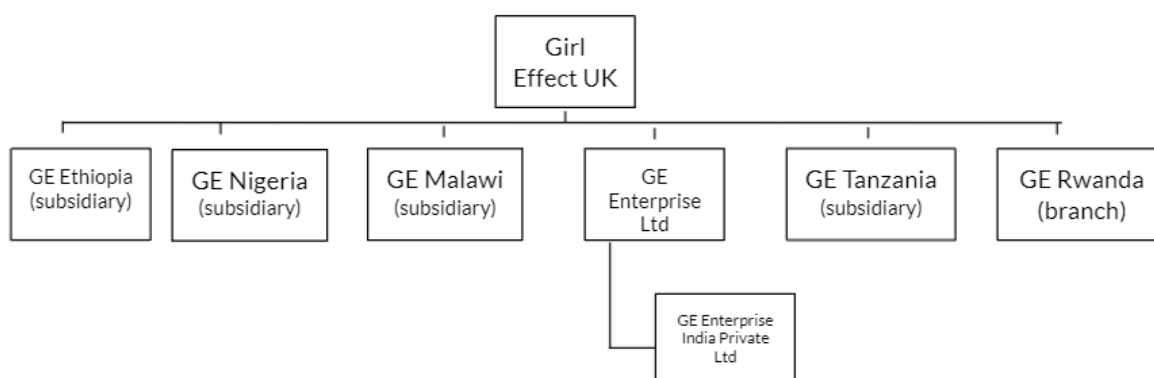 Girl
Effect UK
GE Ethiopia
(subsidiary)
GE Nigeria
(subsidiary)
GE Malawi
(subsidiary)
GE
Enterprise
Ltd
GE Tanzania
(subsidiary)
GE Rwanda
(branch)
GE Enterprise
India Private
Ltd